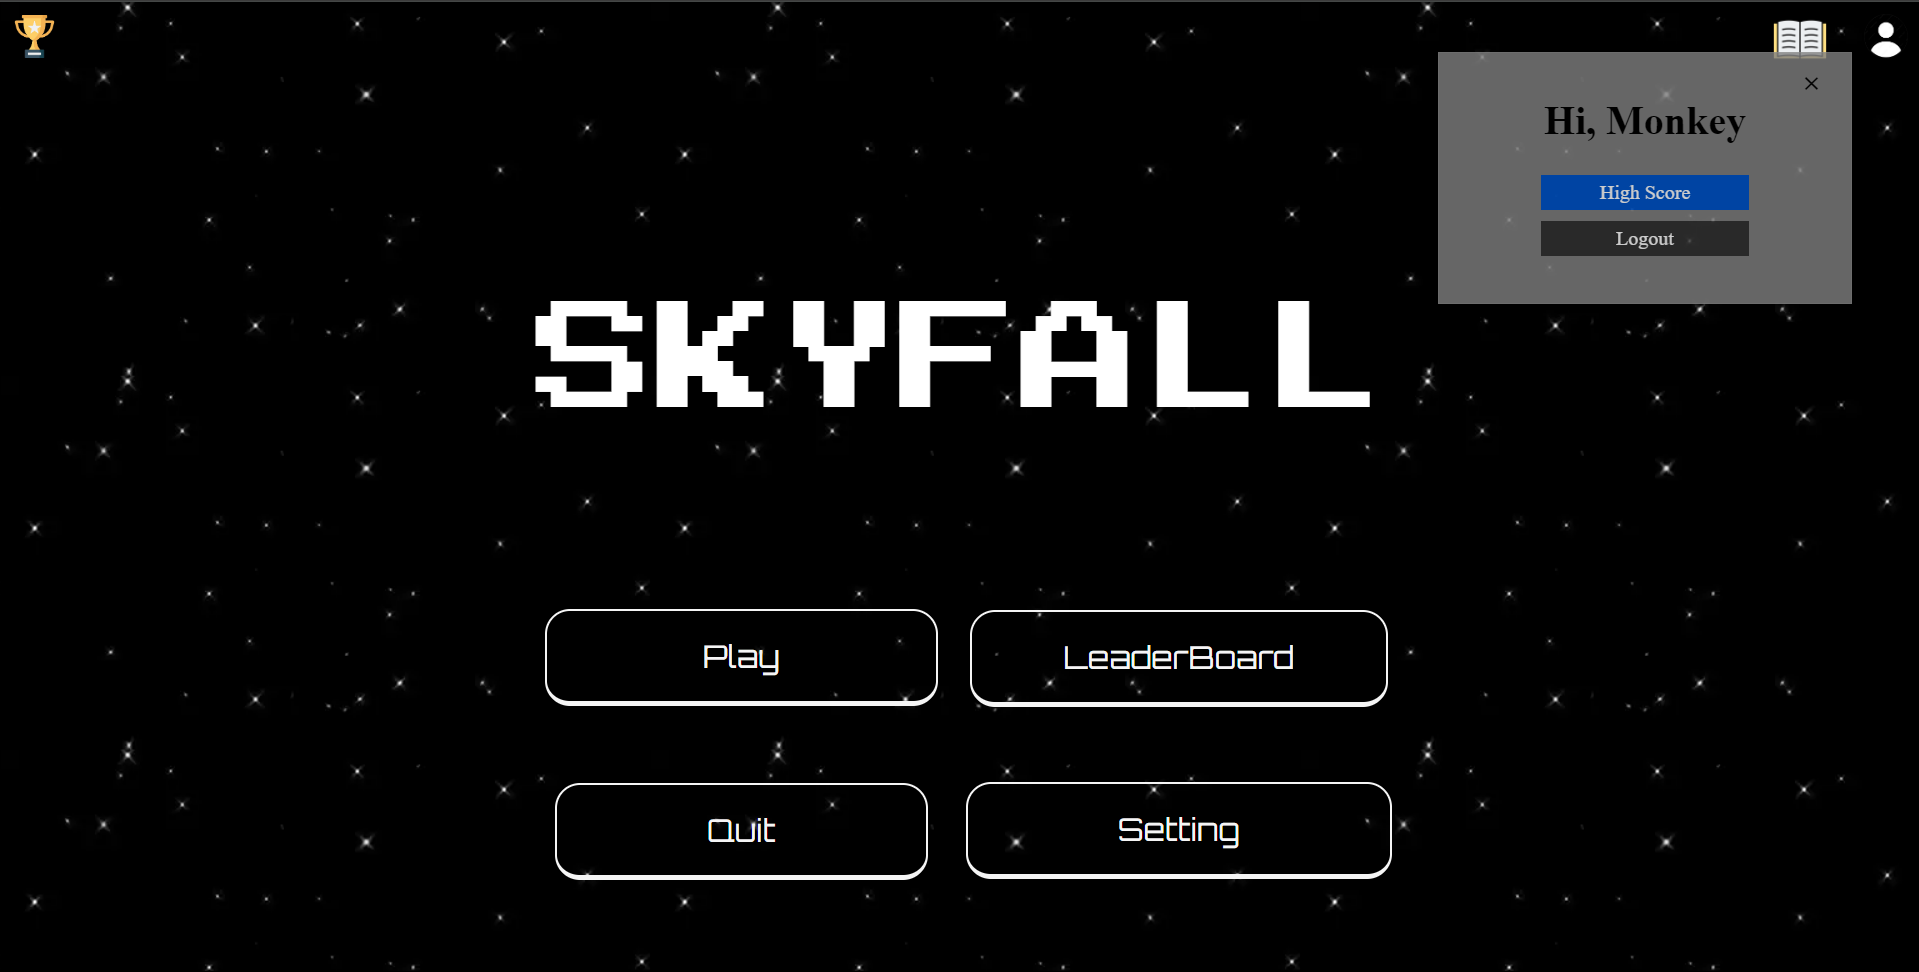 Hi, Monkey
High Score
Logout
SKYFALL
Play
LeaderBoard
Quit
Setting